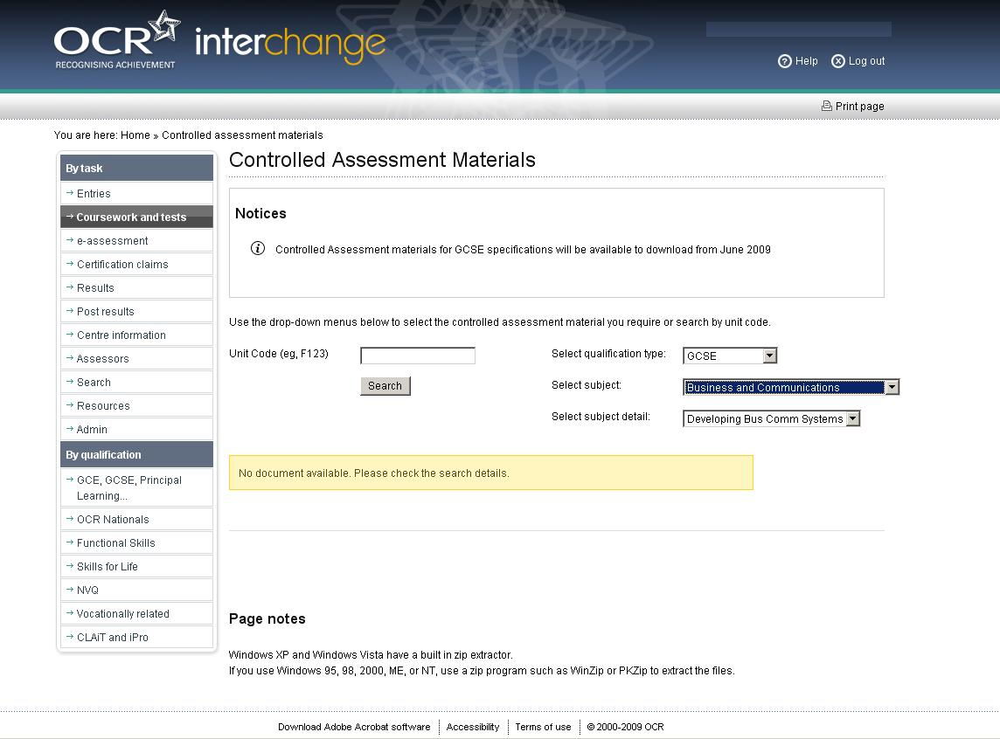 OCR interchange
RECOGNISING ACHIEVEMENT
Help
Log out
Print page
You are here: Home » Controlled assessment materials
By task
Entries
Coursework and tests
e-assessment
Certification claims
Results
Post results
Centre information
Assessors
Search
Resources
Admin
By qualification
GCE, GCSE, Principal
Learning...
OCR Nationals
Functional Skills
Skills for Life
NVQ
Vocationally related
CLAiT and iPro
Controlled Assessment Materials
Notices
Controlled Assessment materials for GCSE specifications will be available to download from June 2009
Use the drop-down menus below to select the controlled assessment material you require or search by unit code.
Unit Code (eg, F123)
Search
Select qualification type: GCSE
Select subject: Business and Communications
Select subject detail: Developing Bus Comm Systems
No document available. Please check the search details.
Page notes
Windows XP and Windows Vista have a built in zip extractor.
If you use Windows 95, 98, 2000, ME, or NT, use a zip program such as WinZip or PKZip to extract the files.
Download Adobe Acrobat software
Accessibility
Terms of use
© 2000-2009 OCR